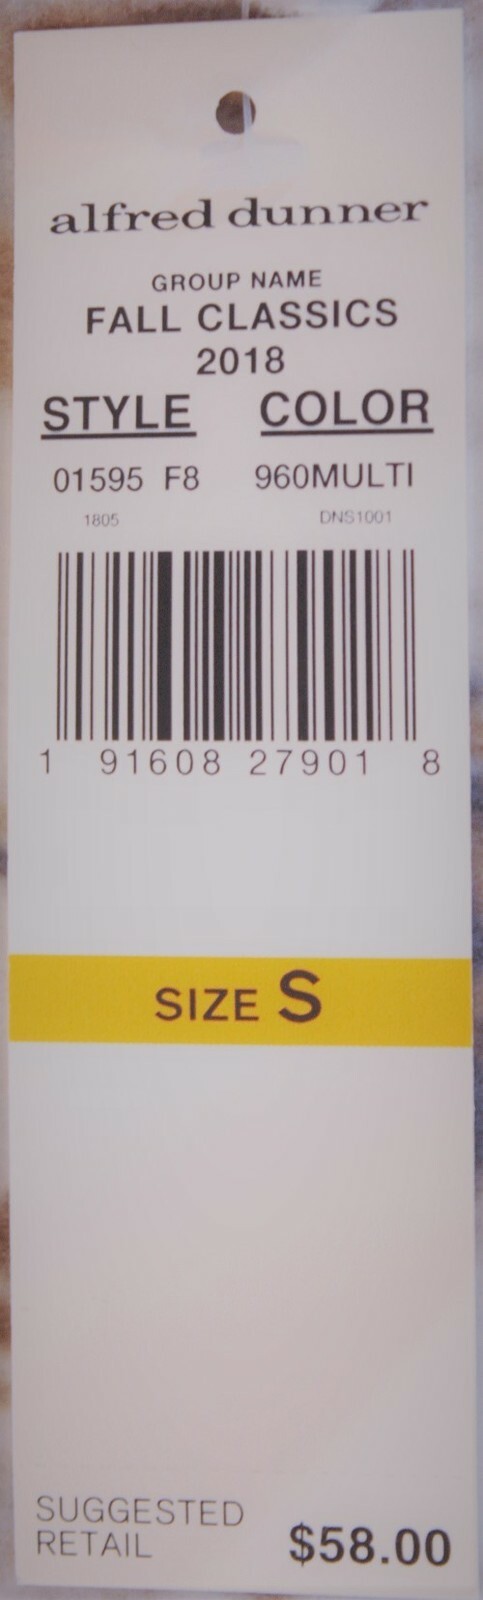 alfred dunner
GROUP NAME
FALL CLASSICS
2018
STYLE COLOR
01595 F8 960MULTI
1805 DNS1001
1 91608 27901 8
SIZE S
SUGGESTED
RETAIL $58.00